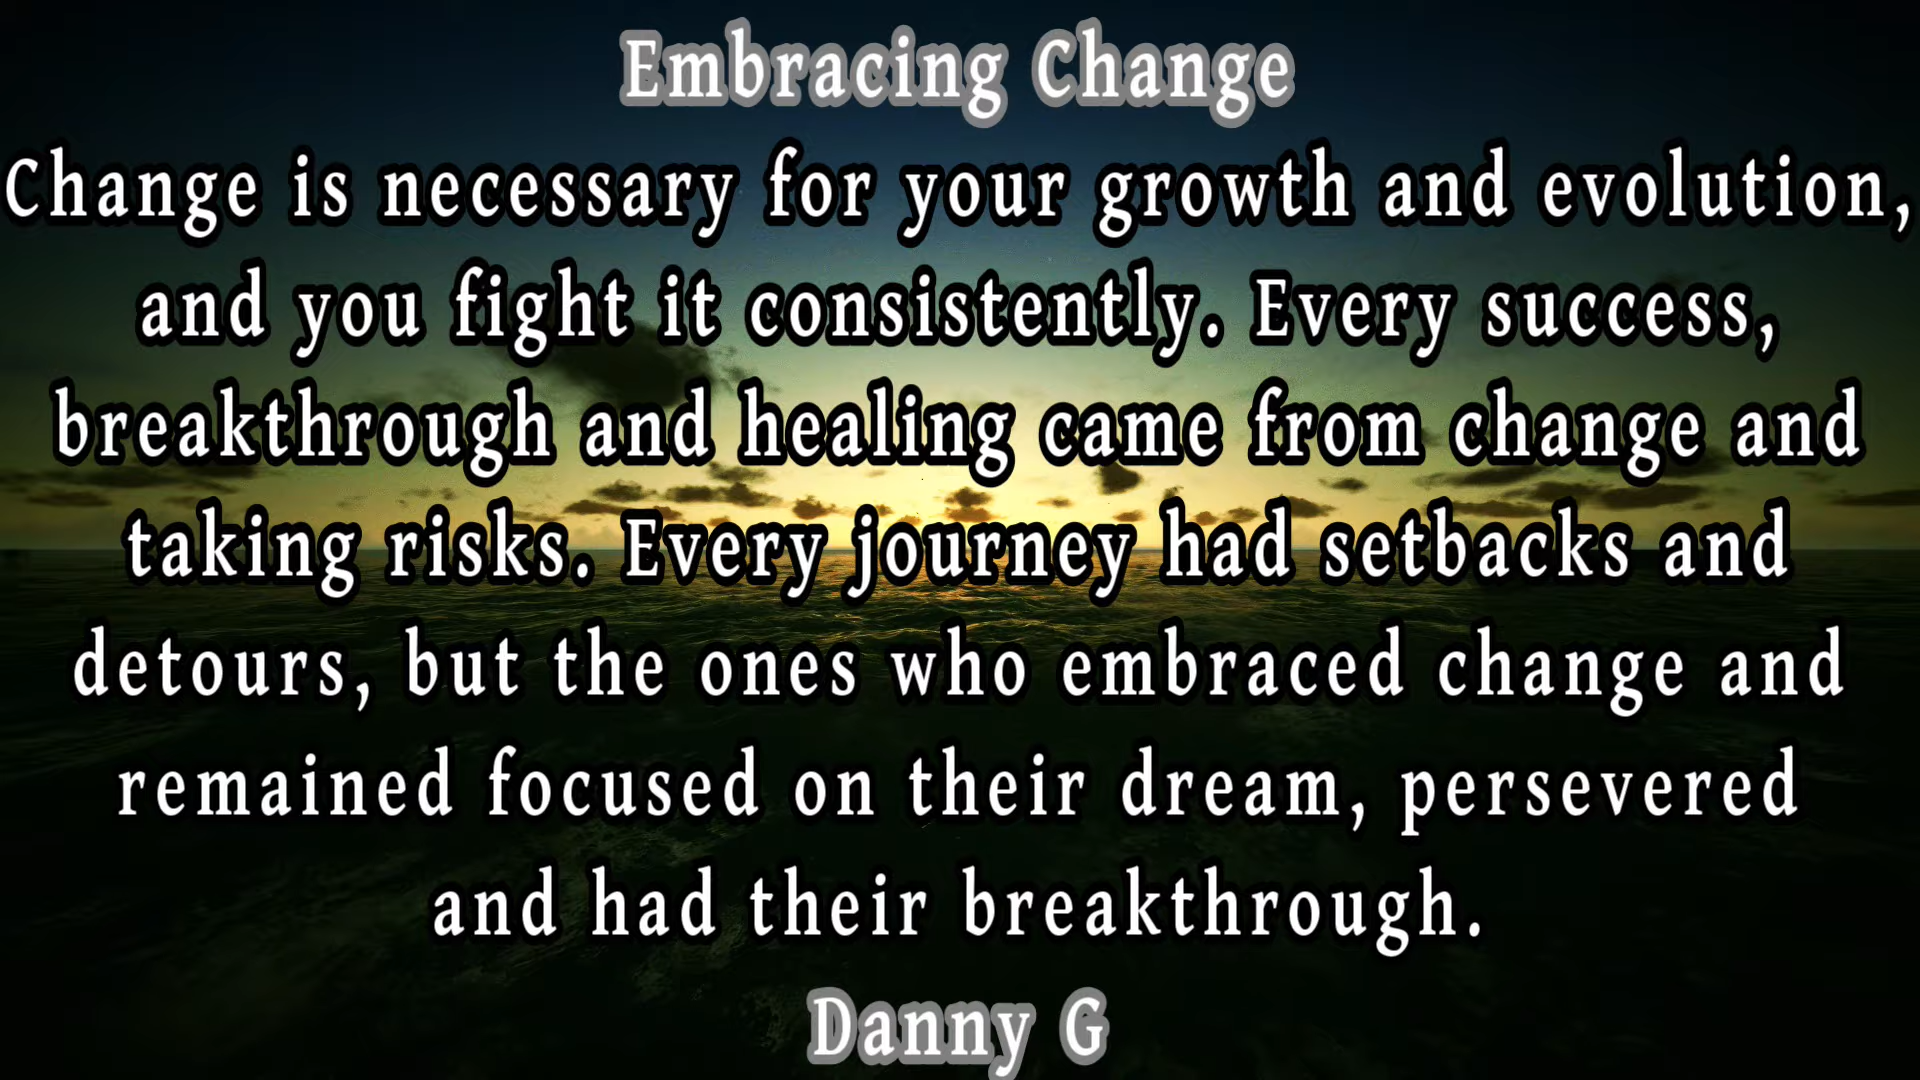 Embracing Change
Change is necessary for your growth and evolution,
and you fight it consistently. Every success,
breakthrough and healing came from change and
taking risks. Every journey had setbacks and
detours, but the ones who embraced change and
remained focused on their dream, persevered
and had their breakthrough.
Danny G